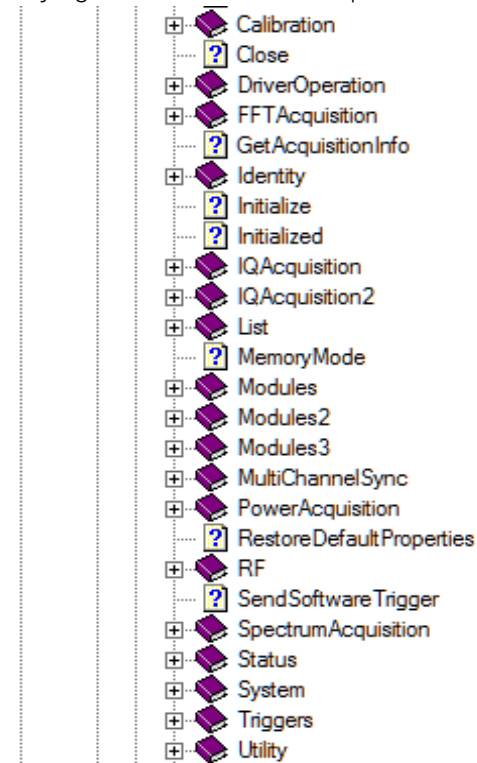 Calibration
Close
DriverOperation
FFTAcquisition
GetAcquisitionInfo
Identity
Initialize
Initialized
IQAcquisition
IQAcquisition2
List
MemoryMode
Modules
Modules2
Modules3
MultiChannelSync
PowerAcquisition
RestoreDefaultProperties
RF
SendSoftwareTrigger
SpectrumAcquisition
Status
System
Triggers
Utility